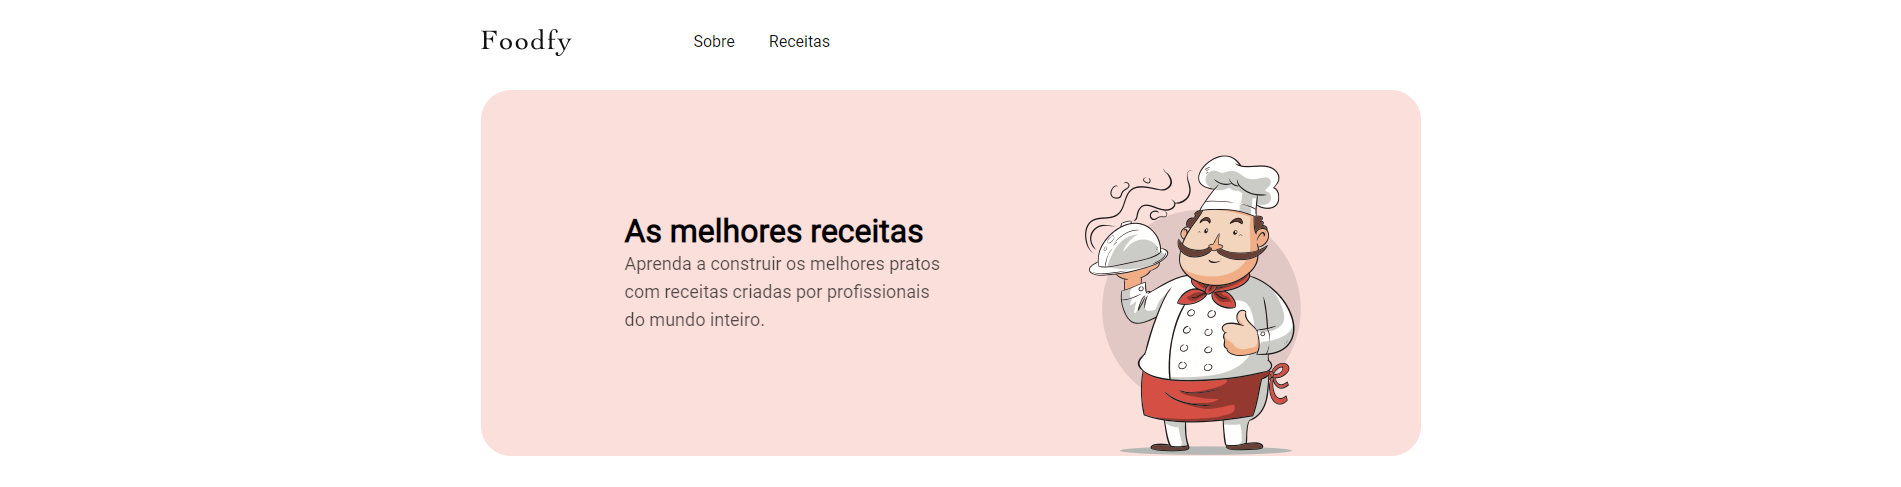 Foodfy
Sobre
Receitas
As melhores receitas
Aprenda a construir os melhores pratos
com receitas criadas por profissionais
do mundo inteiro.